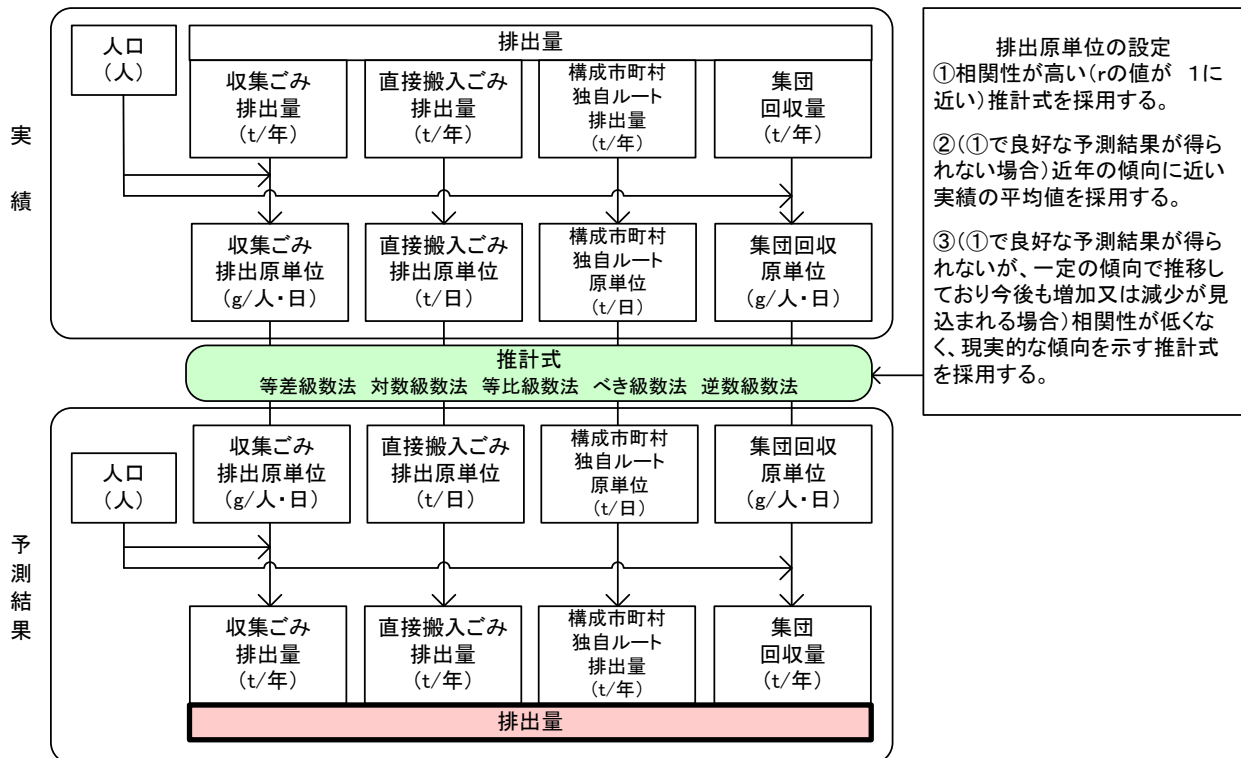 実
績
人口
(人)
排出量
収集ごみ
排出量
(t/年)
直接搬入ごみ
排出量
(t/年)
構成市町村
独自ルート
排出量
(t/年)
集団
回収量
(t/年)
収集ごみ
排出原単位
(g/人・日)
直接搬入ごみ
排出原単位
(t/日)
構成市町村
独自ルート
原単位
(t/日)
集団回収
原単位
(g/人・日)
推計式
等差級数法 対数級数法 等比級数法 べき級数法 逆数級数法
排出原単位の設定
①相関性が高い(rの値が 1に
近い)推計式を採用する。
②(①で良好な予測結果が得ら
れない場合)近年の傾向に近い
実績の平均値を採用する。
③(①で良好な予測結果が得ら
れないが、一定の傾向で推移し
ており今後も増加又は減少が見
込まれる場合)相関性が低くな
く、現実的な傾向を示す推計式
を採用する。
予
測
結
果
人口
(人)
収集ごみ
排出原単位
(g/人・日)
直接搬入ごみ
排出原単位
(t/日)
構成市町村
独自ルート
原単位
(t/日)
集団回収
原単位
(g/人・日)
収集ごみ
排出量
(t/年)
直接搬入ごみ
排出量
(t/年)
構成市町村
独自ルート
排出量
(t/年)
集団
回収量
(t/年)
排出量